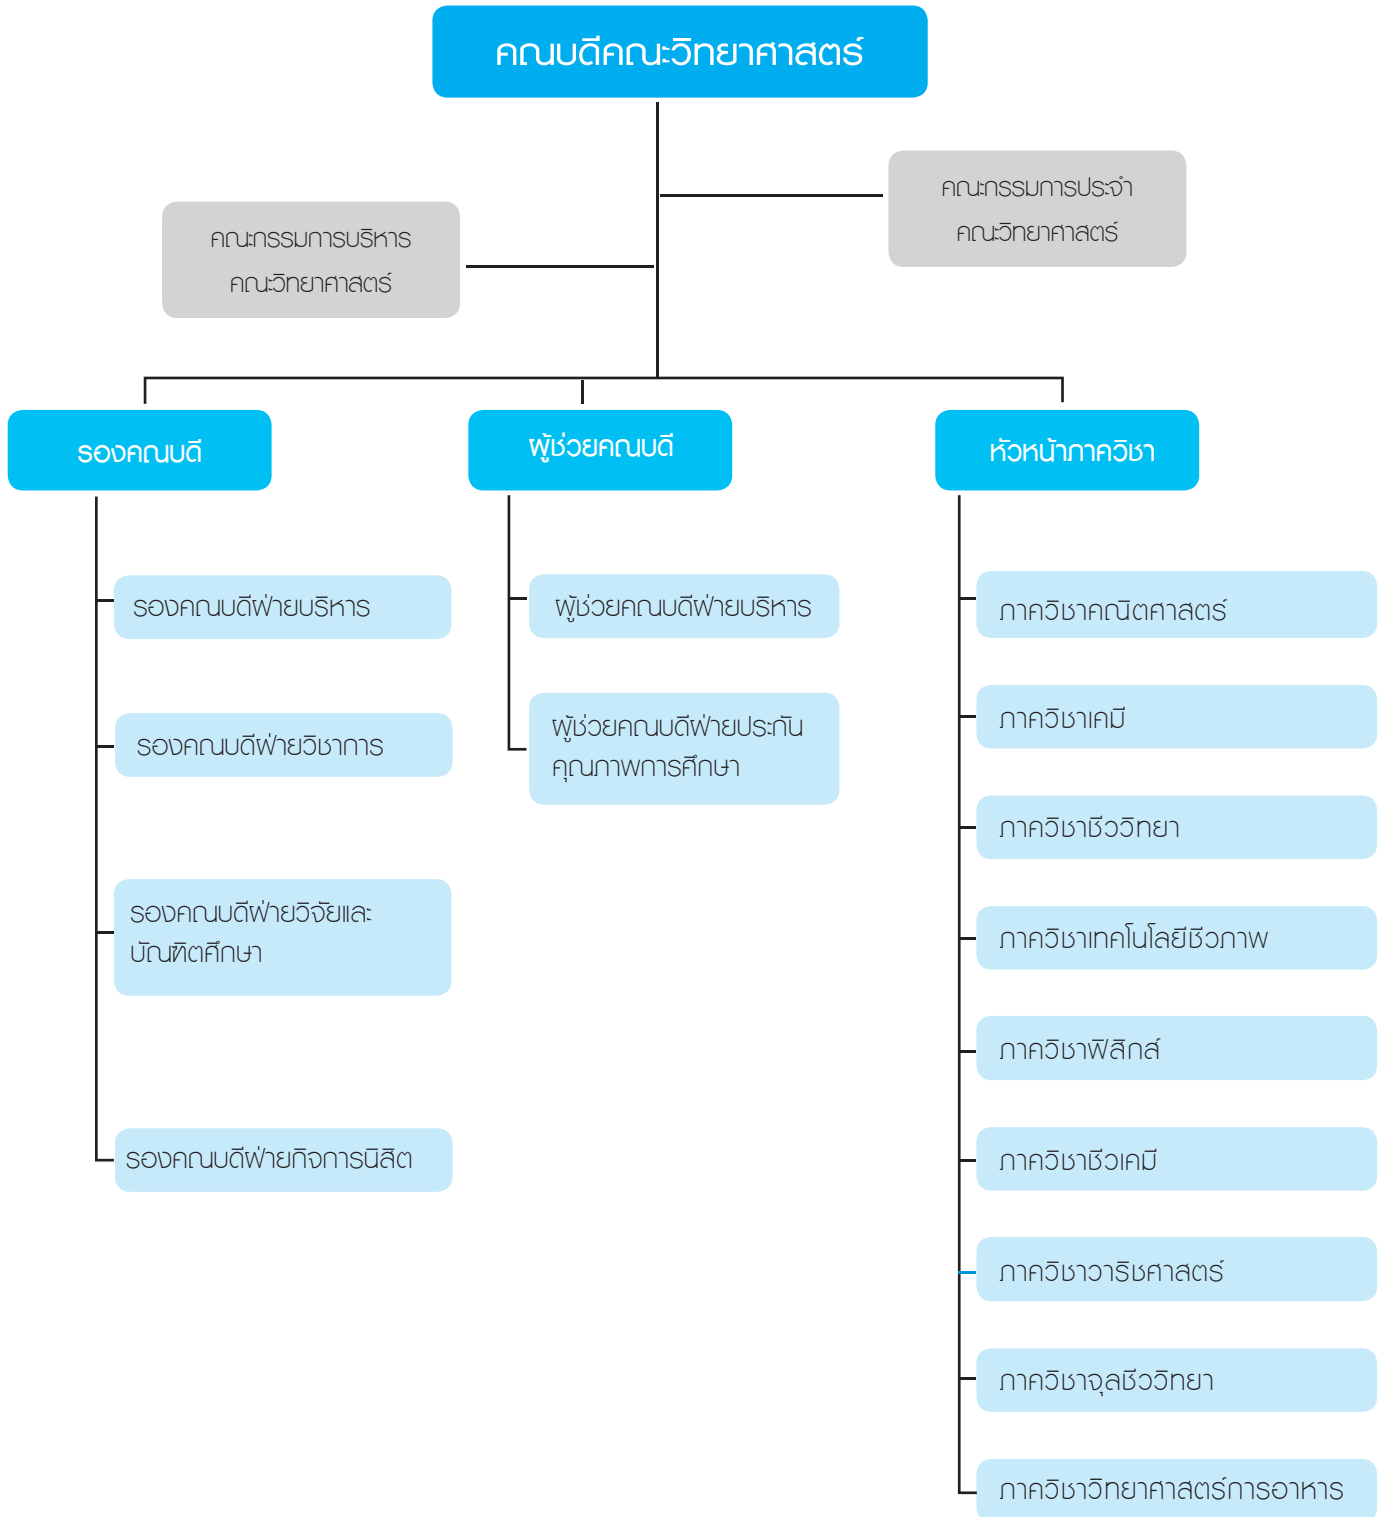 คณบดีคณะวิทยาศาสตร์
คณะกรรมการประจำ
คณะวิทยาศาสตร์
คณะกรรมการบริหาร
คณะวิทยาศาสตร์
รองคณบดี
ผู้ช่วยคณบดี
หัวหน้าภาควิชา
รองคณบดีฝ่ายบริหาร
รองคณบดีฝ่ายวิชาการ
รองคณบดีฝ่ายวิจัยและ
บัณฑิตศึกษา
รองคณบดีฝ่ายกิจการนิสิต
ผู้ช่วยคณบดีฝ่ายบริหาร
ผู้ช่วยคณบดีฝ่ายประกัน
คุณภาพการศึกษา
ภาควิชาคณิตศาสตร์
ภาควิชาเคมี
ภาควิชาชีววิทยา
ภาควิชาเทคโนโลยีชีวภาพ
ภาควิชาฟิสิกส์
ภาควิชาชีวเคมี
ภาควิชาวาริชศาสตร์
ภาควิชาจุลชีววิทยา
ภาควิชาวิทยาศาสตร์การอาหาร